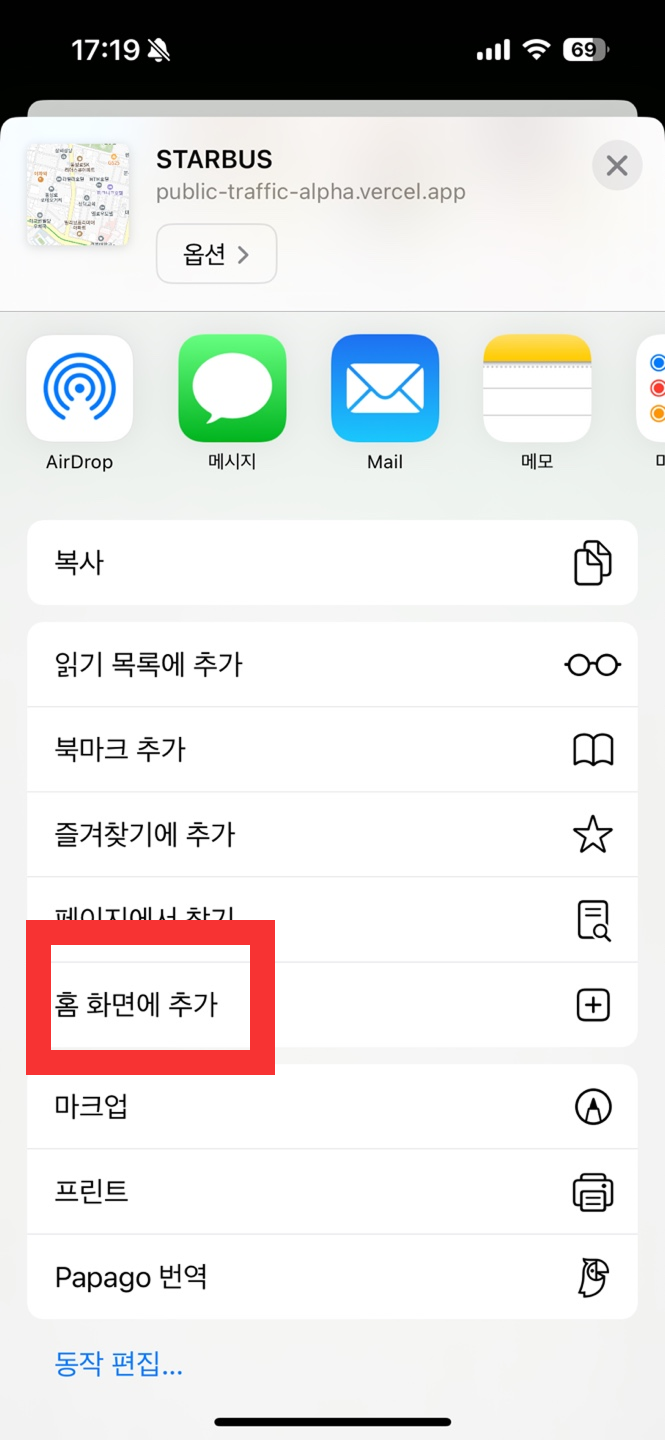 17:19
69
STARBUS
public-traffic-alpha.vercel.app
옵션
AirDrop
메시지
Mail
메모
복사
읽기 목록에 추가
북마크 추가
즐겨찾기에 추가
페이지에서 찾기
홈 화면에 추가
마크업
프린트
Papago 번역
동작 편집...